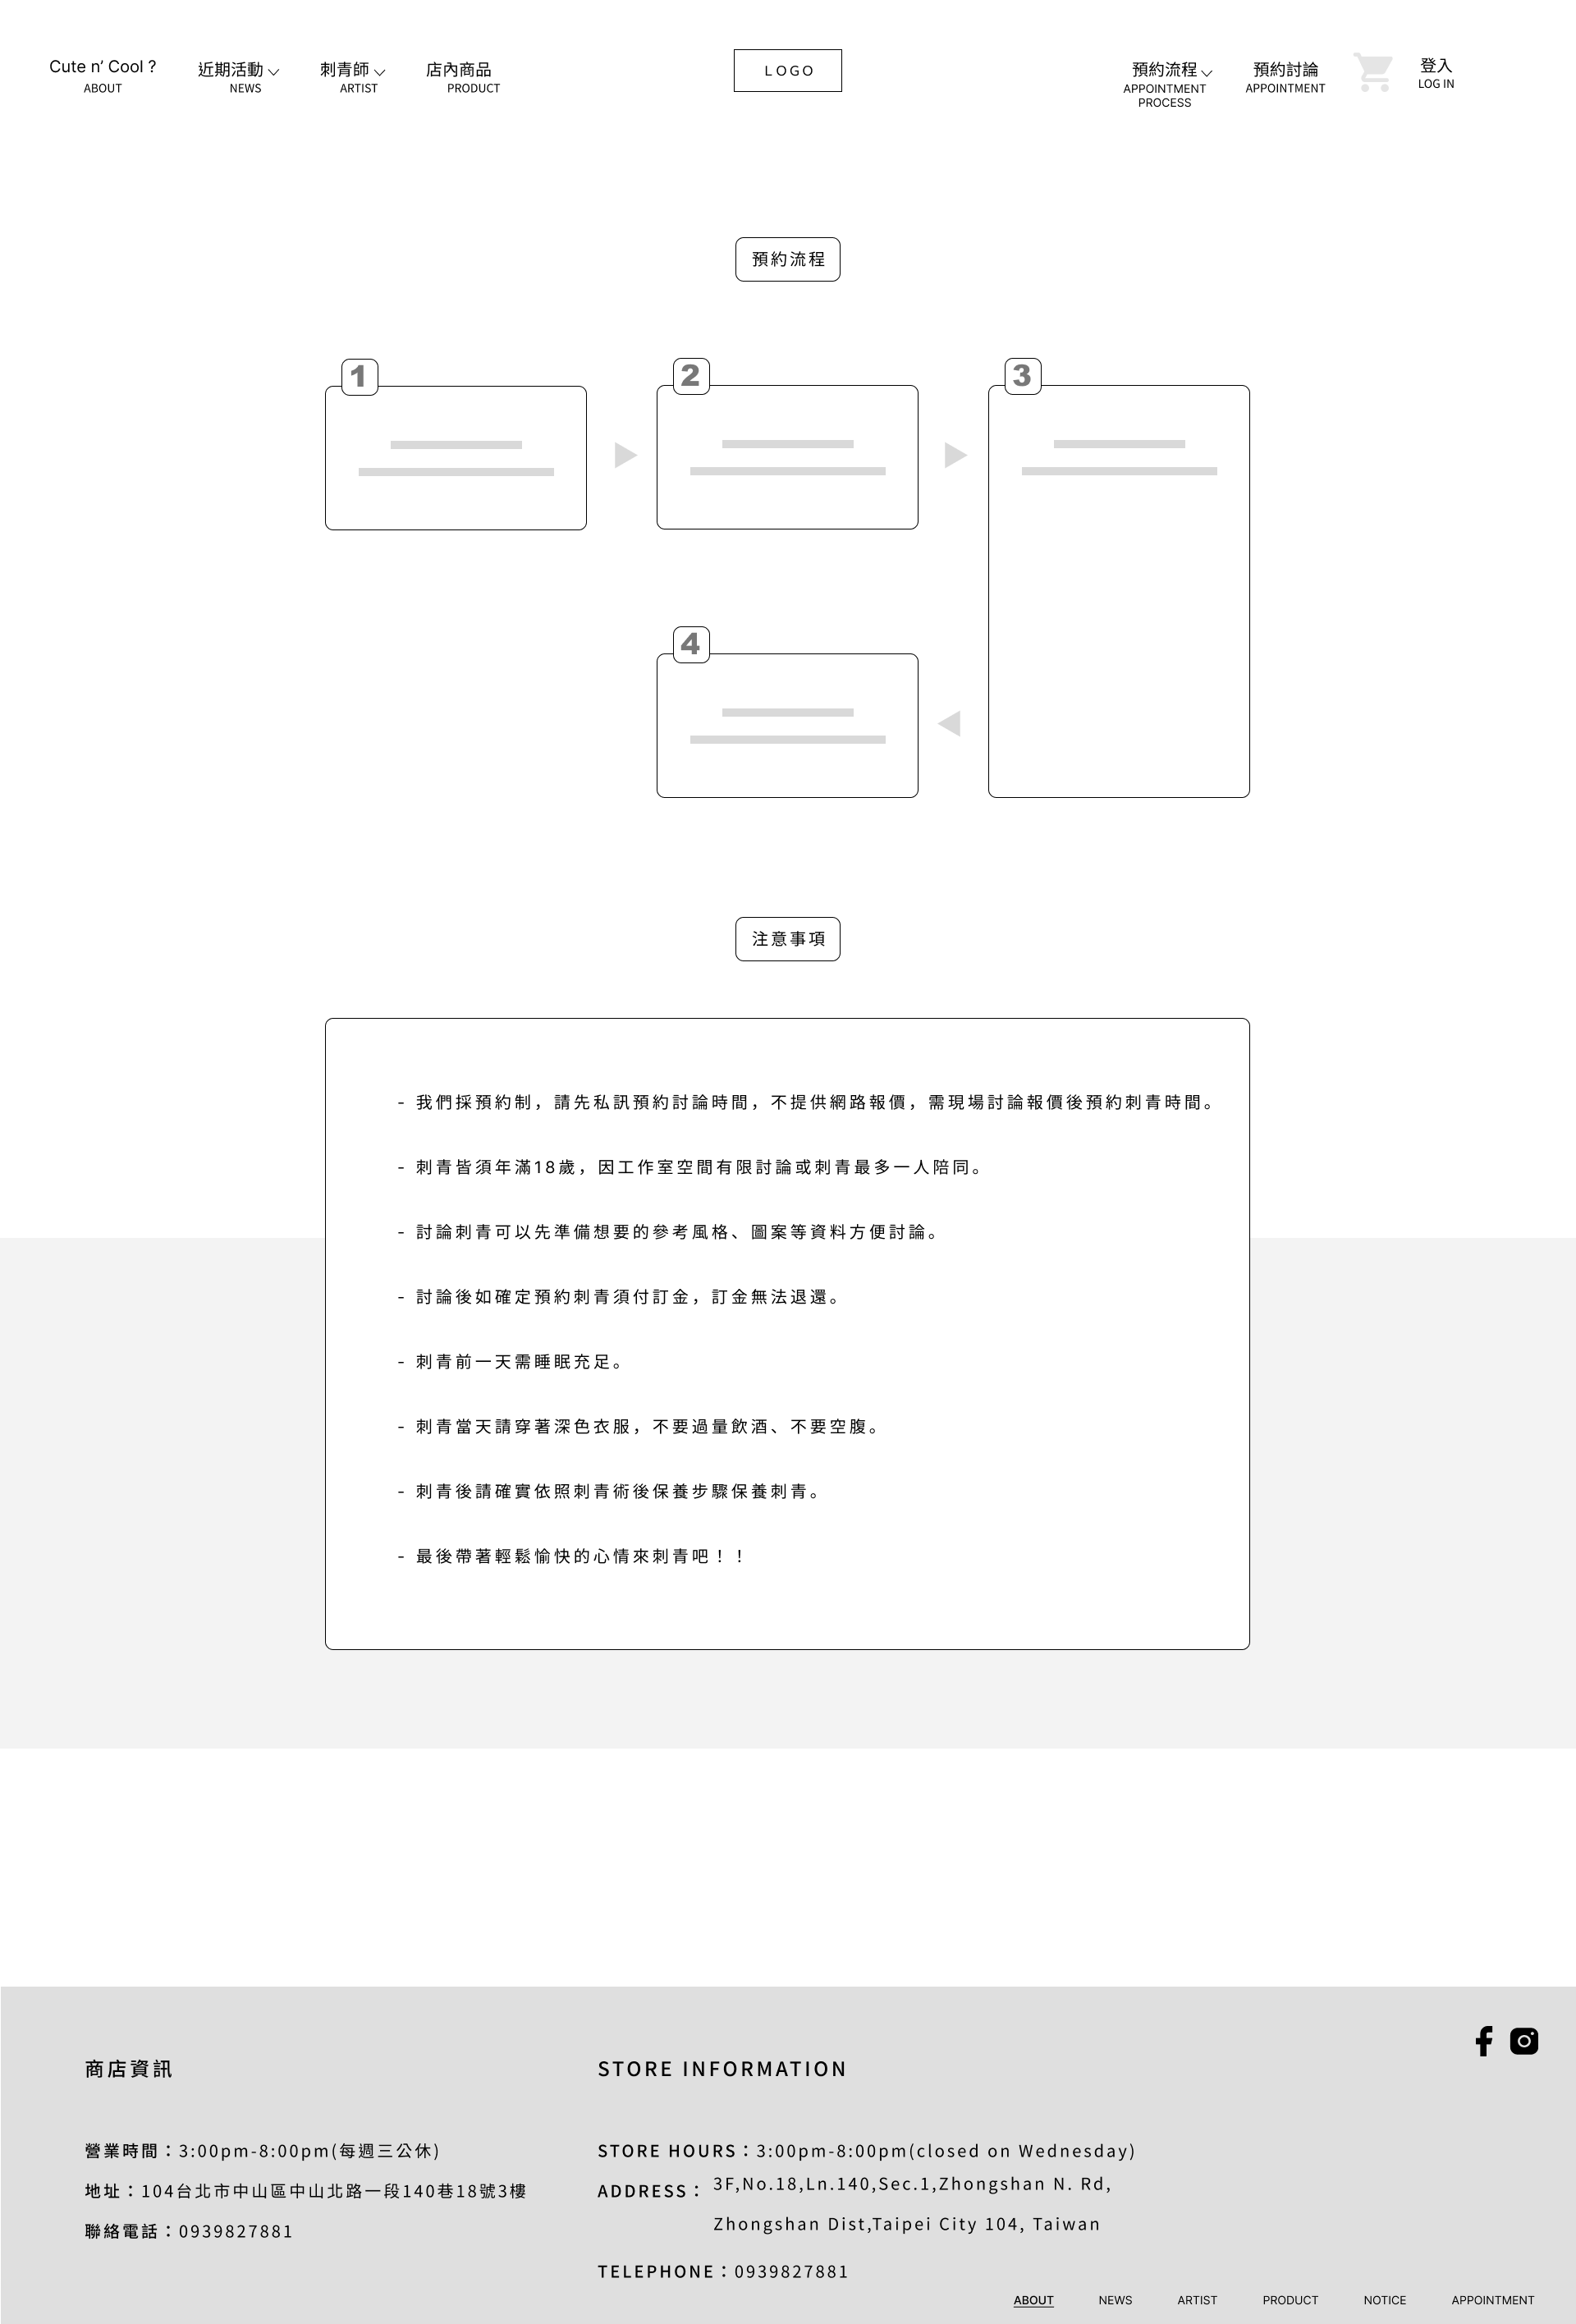 Cute n’ Cool ?
ABOUT
近期活動
NEWS
刺青師
ARTIST
店內商品
PRODUCT
LOGO
預約流程
APPOINTMENT
PROCESS
預約討論
APPOINTMENT
登入
LOG IN
預約流程
1
2
3
4
注意事項
- 我們採預約制，請先私訊預約討論時間，不提供網路報價，需現場討論報價後預約刺青時間。
- 刺青皆須年滿18歲，因工作室空間有限討論或刺青最多一人陪同。
- 討論刺青可以先準備想要的參考風格、圖案等資料方便討論。
- 討論後如確定預約刺青須付訂金，訂金無法退還。
- 刺青前一天需睡眠充足。
- 刺青當天請穿著深色衣服，不要過量飲酒、不要空腹。
- 刺青後請確實依照刺青術後保養步驟保養刺青。
- 最後帶著輕鬆愉快的心情來刺青吧！！
商店資訊
營業時間：3:00pm-8:00pm(每週三公休)
地址：104台北市中山區中山北路一段140巷18號3樓
聯絡電話：0939827881
STORE INFORMATION
STORE HOURS：3:00pm-8:00pm(closed on Wednesday)
ADDRESS： 3F,No.18,Ln.140,Sec.1,Zhongshan N. Rd,
Zhongshan Dist,Taipei City 104, Taiwan
TELEPHONE：0939827881
ABOUT NEWS ARTIST PRODUCT NOTICE APPOINTMENT